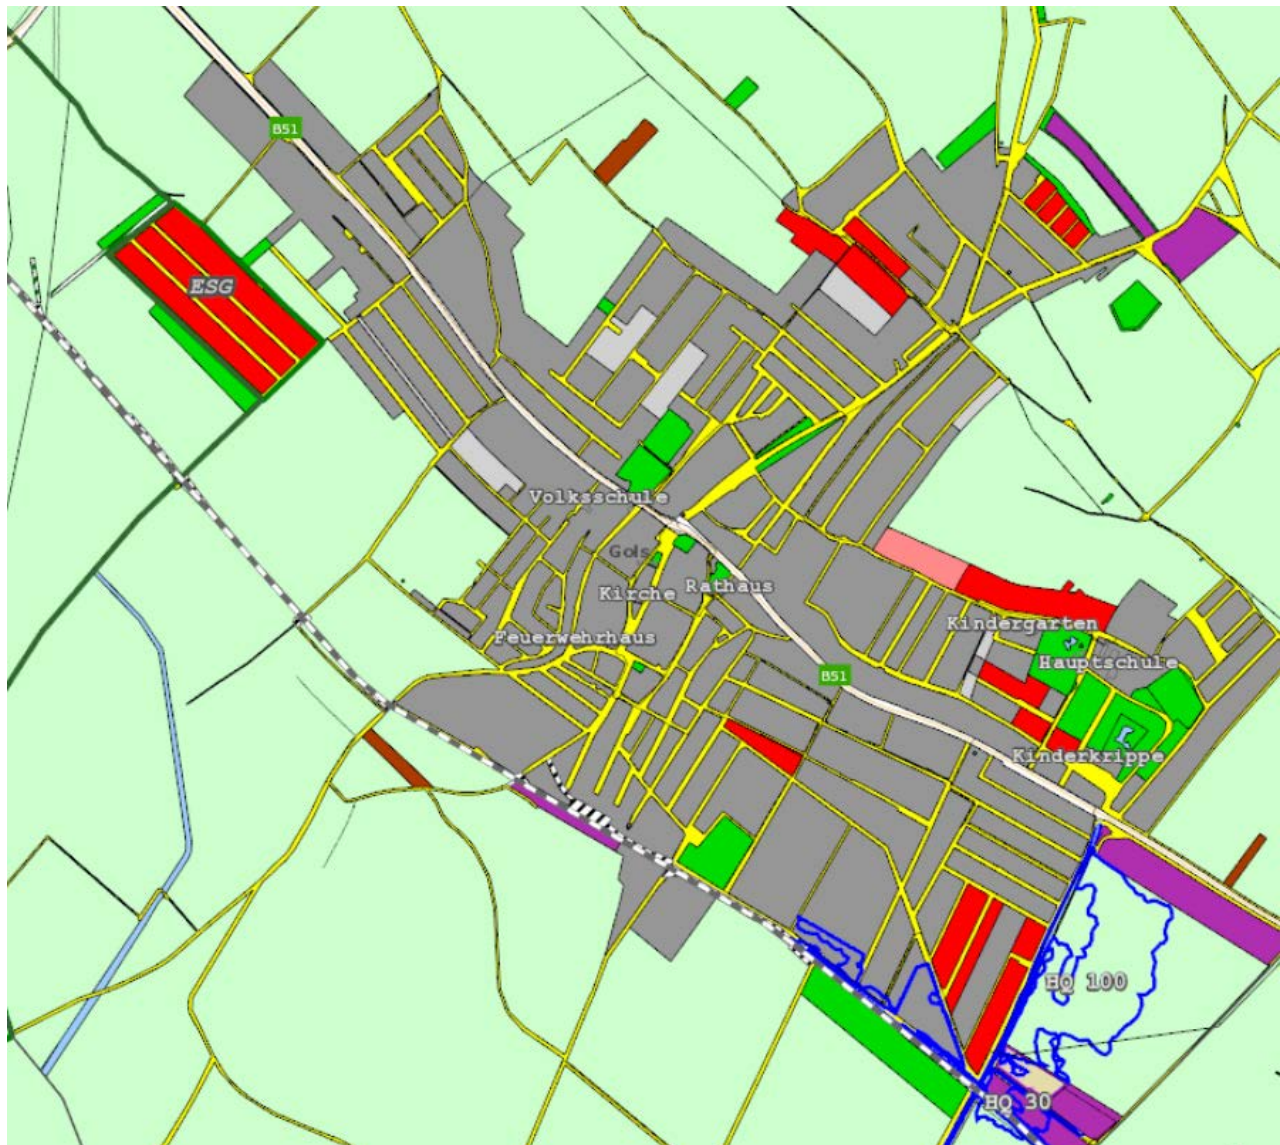 B51
ESG
Volksschule
Gols
Kirche
Rathaus
Feuerwehrhaus
Kindergarten
Hauptschule
B51
Kinderkrippe
HQ 100
HQ 30